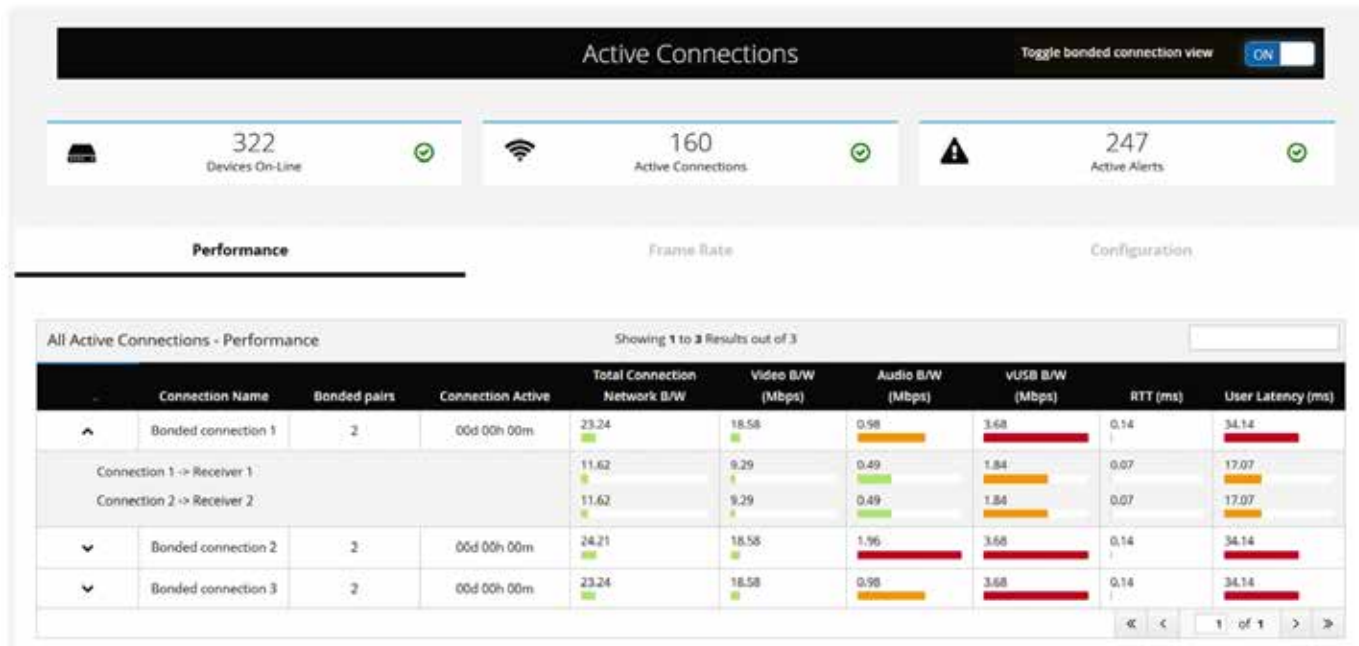 Active Connections
Toggle bonded connection view
ON
322
Devices On-Line
160
Active Connections
247
Active Alerts
Performance
Frame Rate
Configuration
All Active Connections - Performance
Showing 1 to 3 Results out of 3
Connection Name Bonded pairs Connection Active Total Connection Network B/W Video B/W (Mbps) Audio B/W (Mbps) vUSB B/W (Mbps) RTT (ms) User Latency (ms)
Bonded connection 1 2 00d 00h 00m 23.24 18.58 0.98 3.68 0.14 34.14
Connection 1 -> Receiver 1 11.62 9.29 0.49 1.84 0.07 17.07
Connection 2 -> Receiver 2 11.62 9.29 0.49 1.84 0.07 17.07
Bonded connection 2 2 00d 00h 00m 24.21 18.58 1.96 3.68 0.14 34.14
Bonded connection 3 2 00d 00h 00m 23.24 18.58 0.98 3.68 0.14 34.14
« < 1 of 1 > »